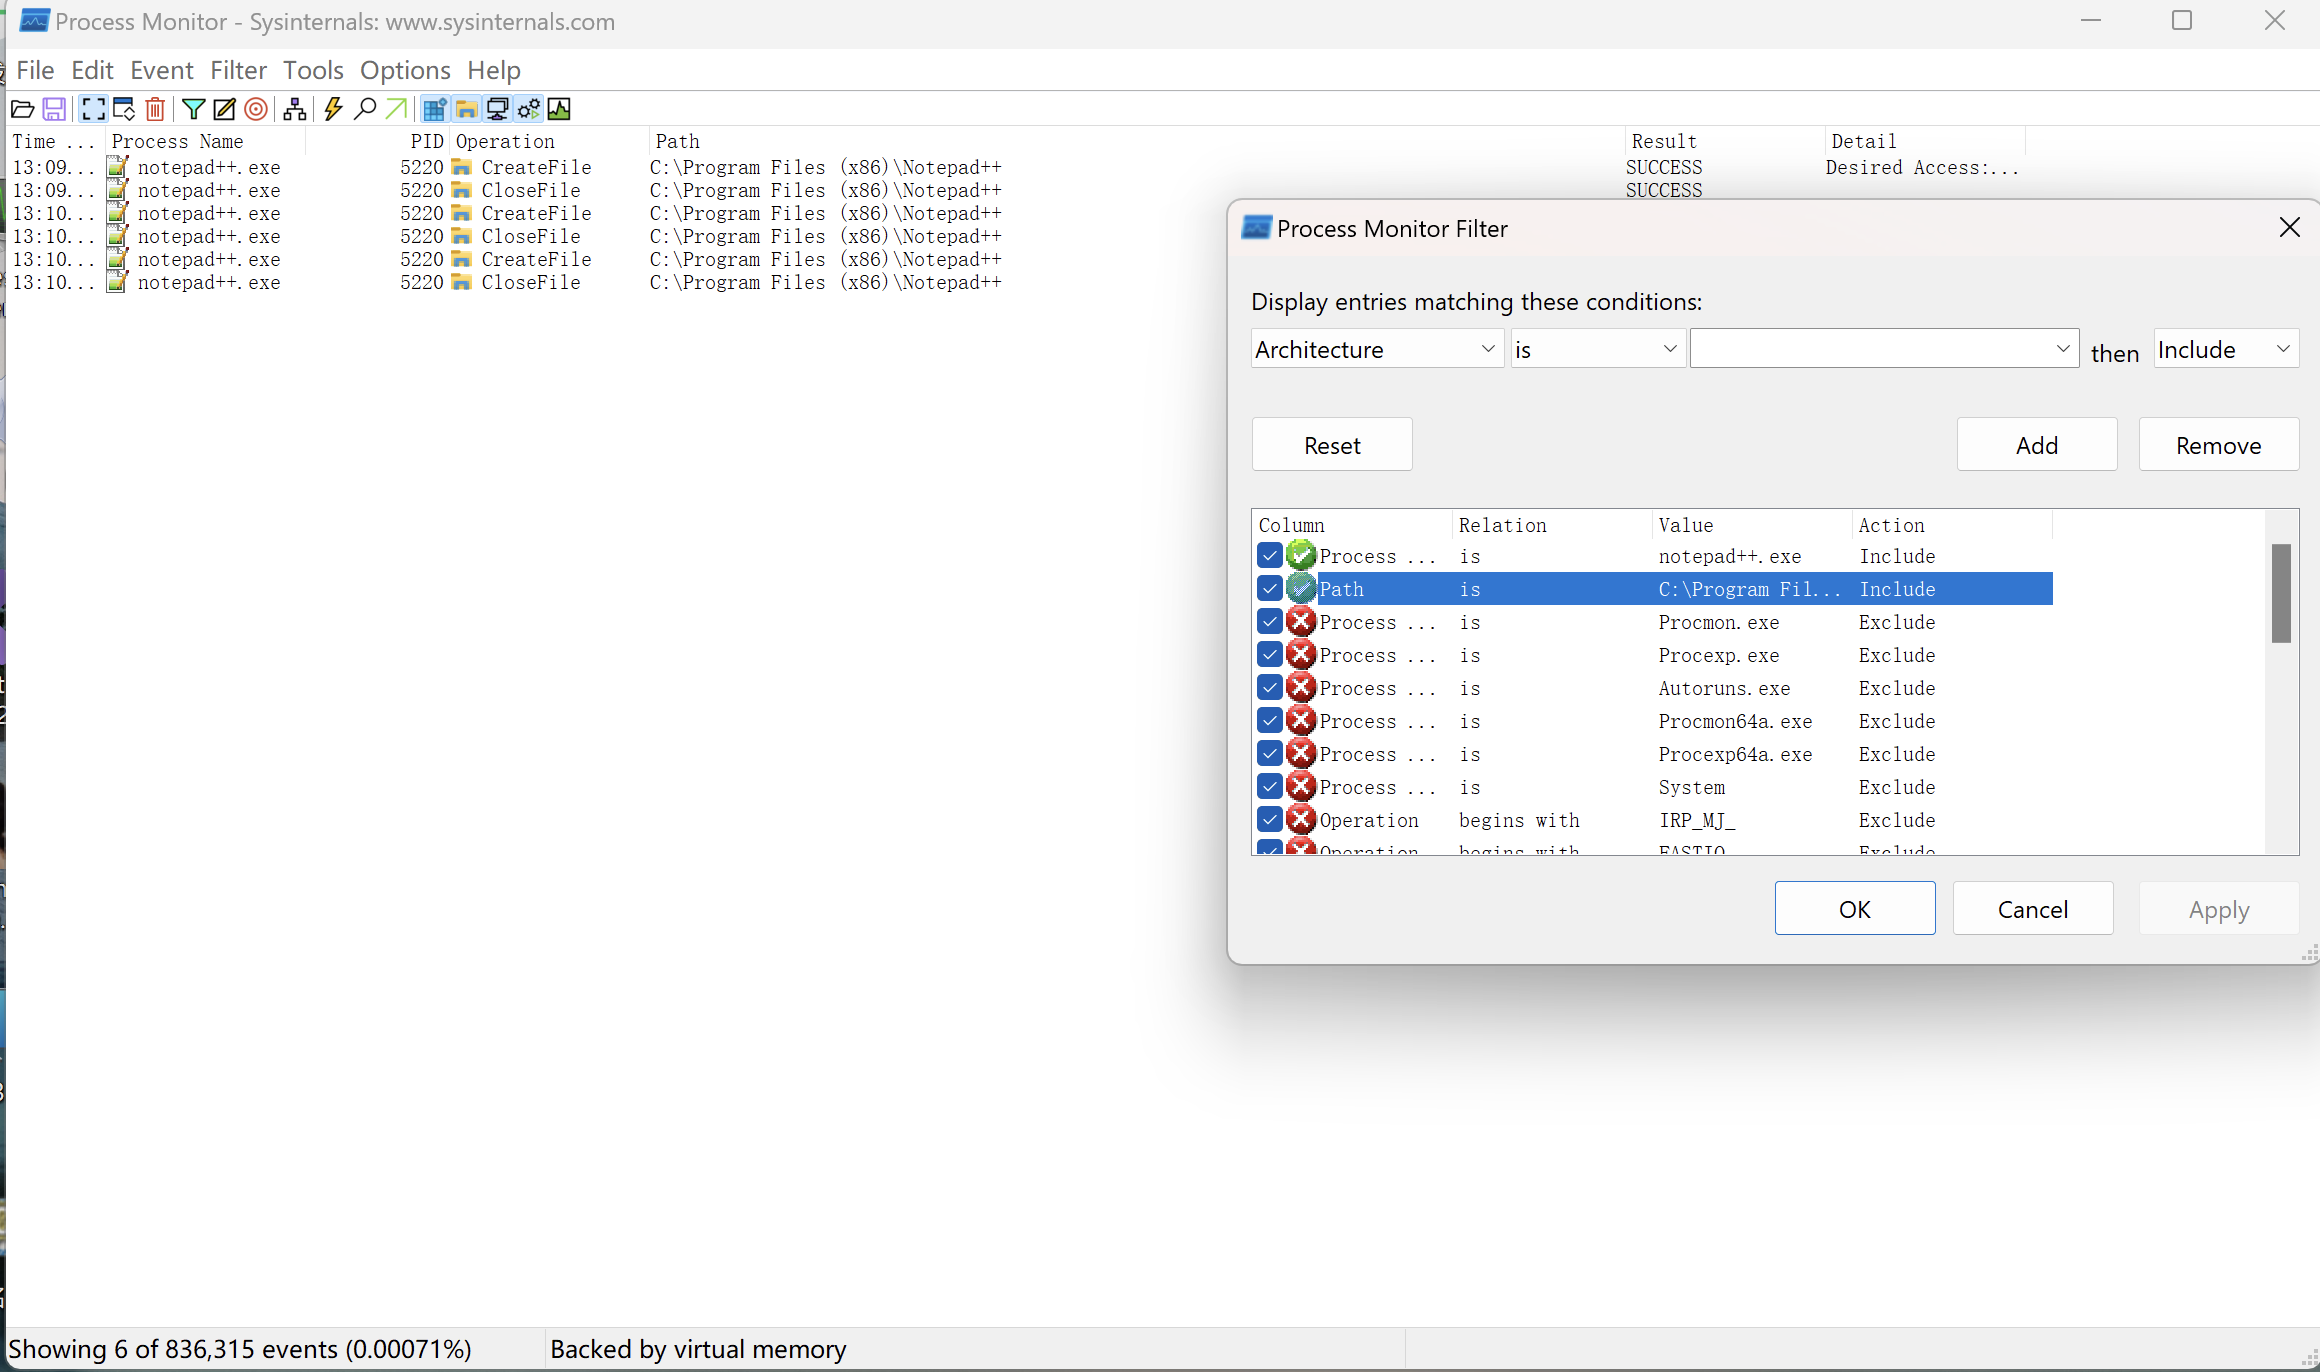 Process Monitor - Sysinternals: www.sysinternals.com
File Edit Event Filter Tools Options Help
Time ... Process Name PID Operation Path Result Detail
13:09... notepad++.exe 5220 CreateFile C:\Program Files (x86)\Notepad++ SUCCESS Desired Access:...
13:09... notepad++.exe 5220 CloseFile C:\Program Files (x86)\Notepad++ SUCCESS
13:10... notepad++.exe 5220 CreateFile C:\Program Files (x86)\Notepad++
13:10... notepad++.exe 5220 CloseFile C:\Program Files (x86)\Notepad++
13:10... notepad++.exe 5220 CreateFile C:\Program Files (x86)\Notepad++
13:10... notepad++.exe 5220 CloseFile C:\Program Files (x86)\Notepad++
Process Monitor Filter
Display entries matching these conditions:
Architecture is then Include
Reset Add Remove
Column Relation Value Action
Process ... is notepad++.exe Include
Path is C:\Program Fil... Include
Process ... is Procmon.exe Exclude
Process ... is Procexp.exe Exclude
Process ... is Autoruns.exe Exclude
Process ... is Procmon64a.exe Exclude
Process ... is Procexp64a.exe Exclude
Process ... is System Exclude
Operation begins with IRP_MJ_ Exclude
Operation begins with FASTIO Exclude
OK Cancel Apply
Showing 6 of 836,315 events (0.00071%) Backed by virtual memory